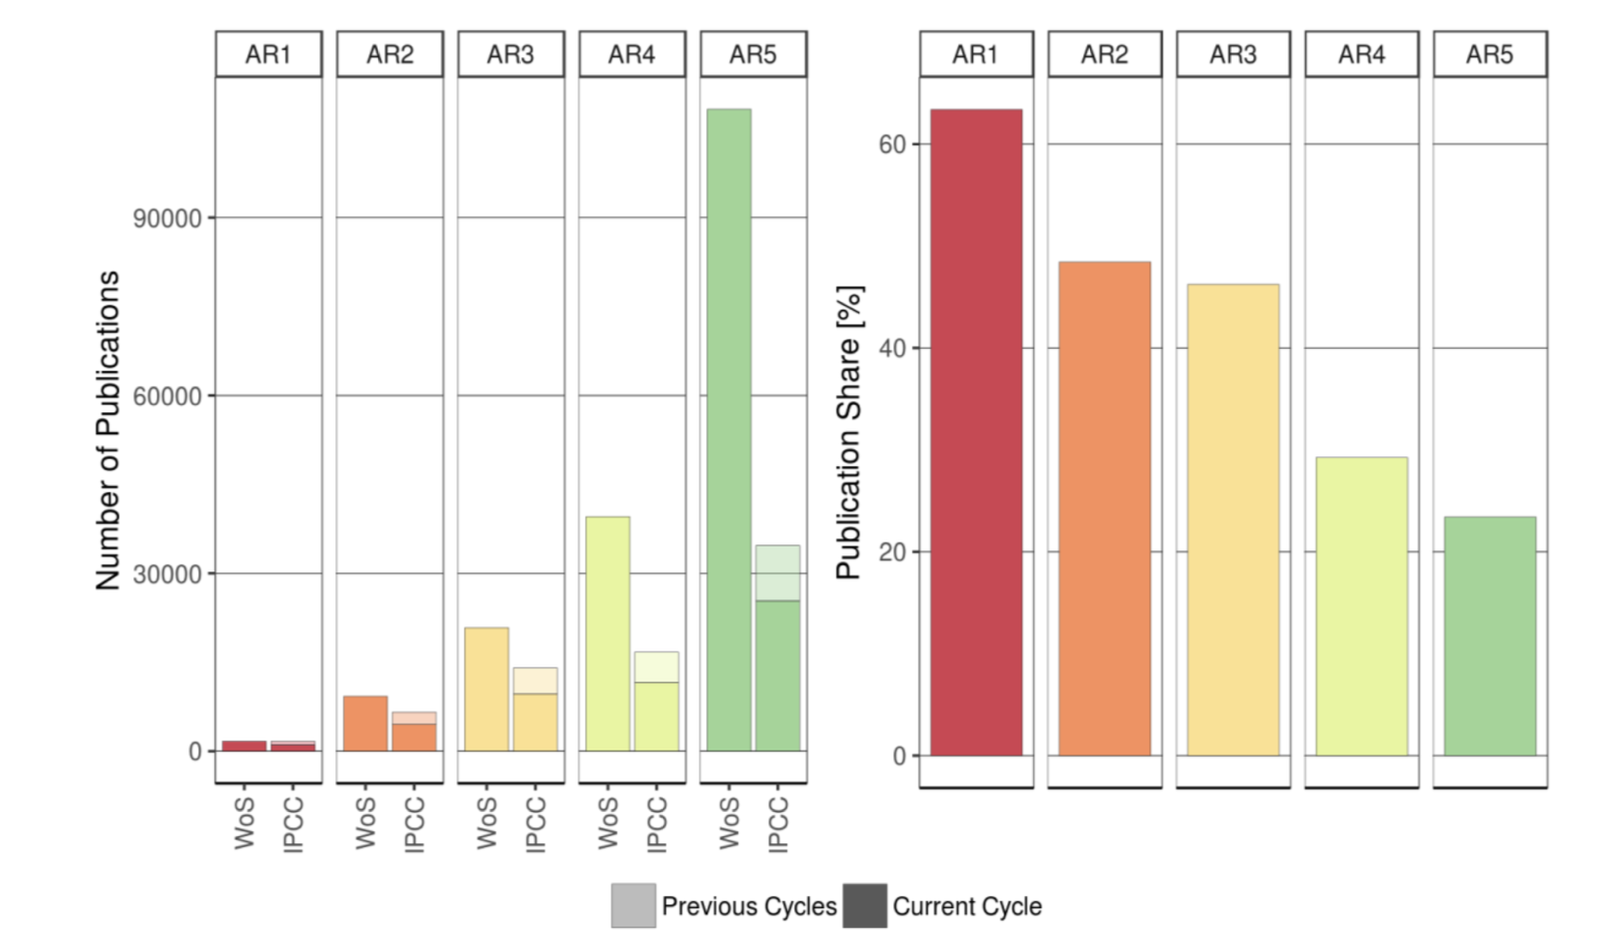 AR1 AR2 AR3 AR4 AR5
Number of Publications
90000
60000
30000
0
WoS IPCC WoS IPCC WoS IPCC WoS IPCC WoS IPCC
AR1 AR2 AR3 AR4 AR5
Publication Share [%]
60
40
20
0
Previous Cycles Current Cycle